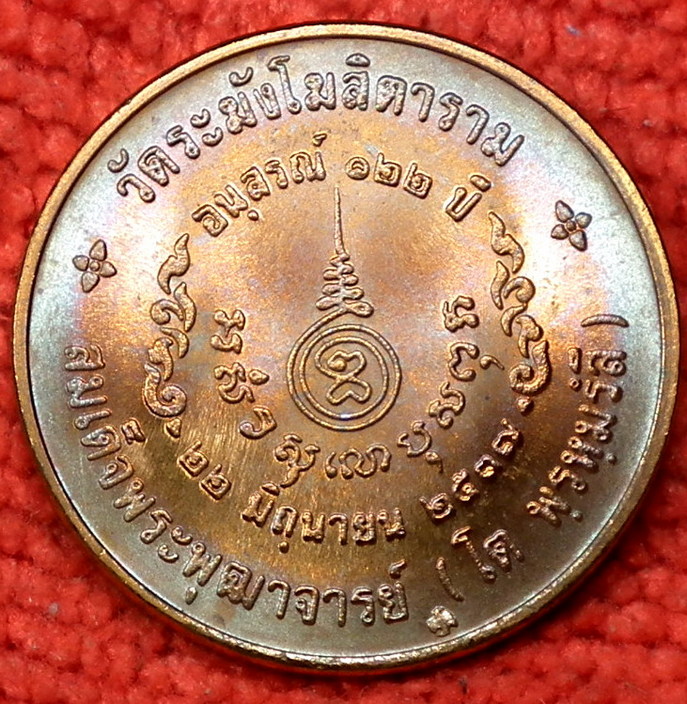 วัดระฆังโฆสิตาราม
อนุสรณ์ ๑๒๒ ปี
๒๒ มิถุนายน ๒๕๓๗
สมเด็จพระพุฒาจารย์ (โต พฺรหฺมรํสี)